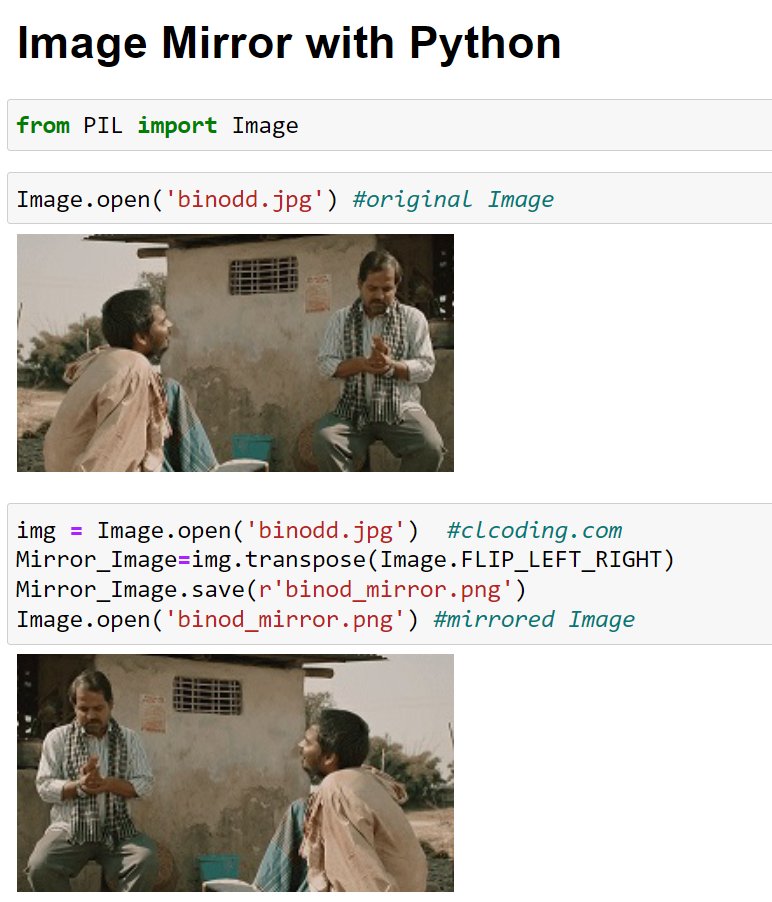 Image Mirror with Python
from PIL import Image
Image.open('binodd.jpg') #original Image
img = Image.open('binodd.jpg')  #clcoding.com
Mirror_Image=img.transpose(Image.FLIP_LEFT_RIGHT)
Mirror_Image.save(r'binod_mirror.png')
Image.open('binod_mirror.png') #mirrored Image